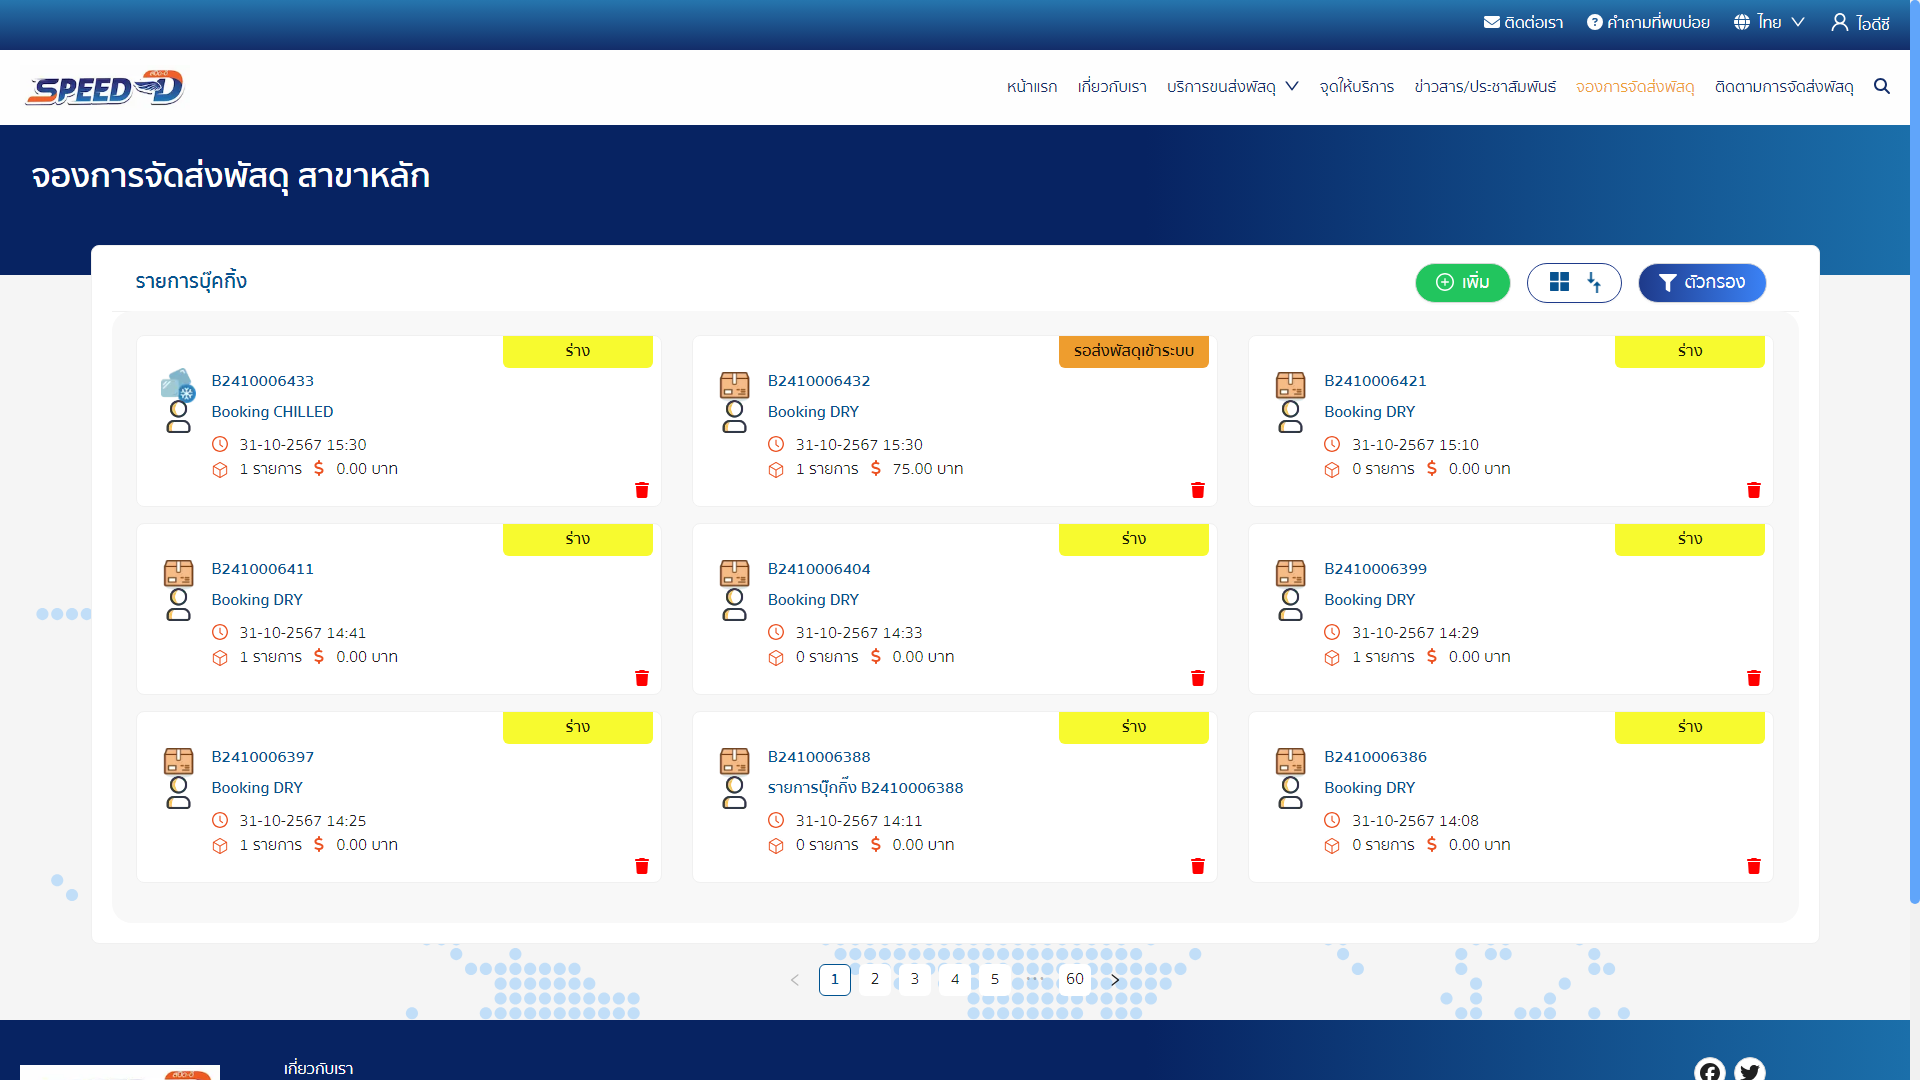 ติดต่อเรา คำถามที่พบบ่อย ไทย ไอดีซี
SPEED-D
หน้าแรก เกี่ยวกับเรา บริการขนส่งพัสดุ จุดให้บริการ ข่าวสาร/ประชาสัมพันธ์ จองการจัดส่งพัสดุ ติดตามการจัดส่งพัสดุ
จองการจัดส่งพัสดุ สาขาหลัก
รายการบุ๊คกิ้ง
เพิ่ม
ตัวกรอง
ร่าง
B2410006433
Booking CHILLED
31-10-2567 15:30
1 รายการ $ 0.00 บาท
รอส่งพัสดุเข้าระบบ
B2410006432
Booking DRY
31-10-2567 15:30
1 รายการ $ 75.00 บาท
ร่าง
B2410006421
Booking DRY
31-10-2567 15:10
0 รายการ $ 0.00 บาท
ร่าง
B2410006411
Booking DRY
31-10-2567 14:41
1 รายการ $ 0.00 บาท
ร่าง
B2410006404
Booking DRY
31-10-2567 14:33
0 รายการ $ 0.00 บาท
ร่าง
B2410006399
Booking DRY
31-10-2567 14:29
1 รายการ $ 0.00 บาท
ร่าง
B2410006397
Booking DRY
31-10-2567 14:25
1 รายการ $ 0.00 บาท
ร่าง
B2410006388
รายการบุ๊กกิ๊ง B2410006388
31-10-2567 14:11
0 รายการ $ 0.00 บาท
ร่าง
B2410006386
Booking DRY
31-10-2567 14:08
0 รายการ $ 0.00 บาท
1 2 3 4 5 ••• 60
เกี่ยวกับเรา